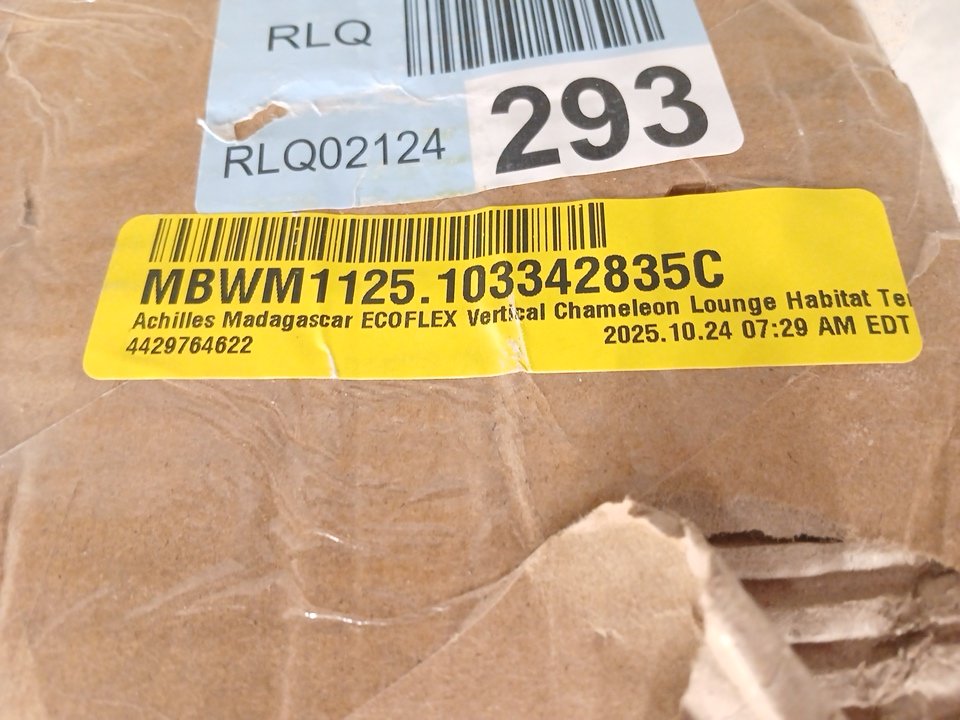 RLQ
RLQ02124
293
MBWM1125.103342835C
Achilles Madagascar ECOFLEX Vertical Chameleon Lounge Habitat
4429764622
2025.10.24 07:29 AM EDT